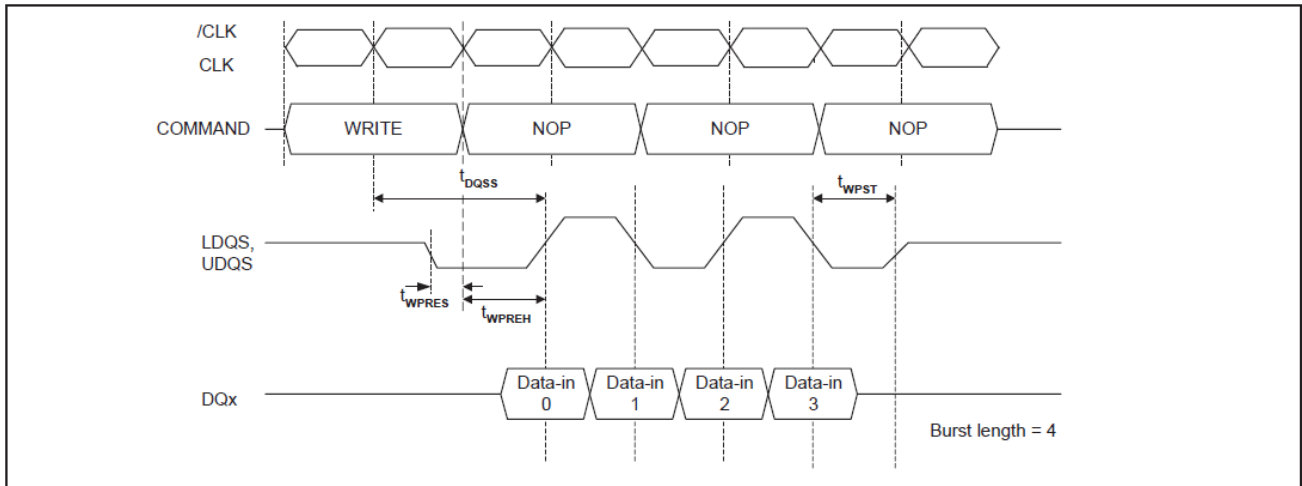 /CLK
CLK
COMMAND WRITE NOP NOP NOP
tDQSS tWPST
LDQS,
UDQS
tWPRES
tWPREH
DQx
Data-in
0
Data-in
1
Data-in
2
Data-in
3
Burst length = 4